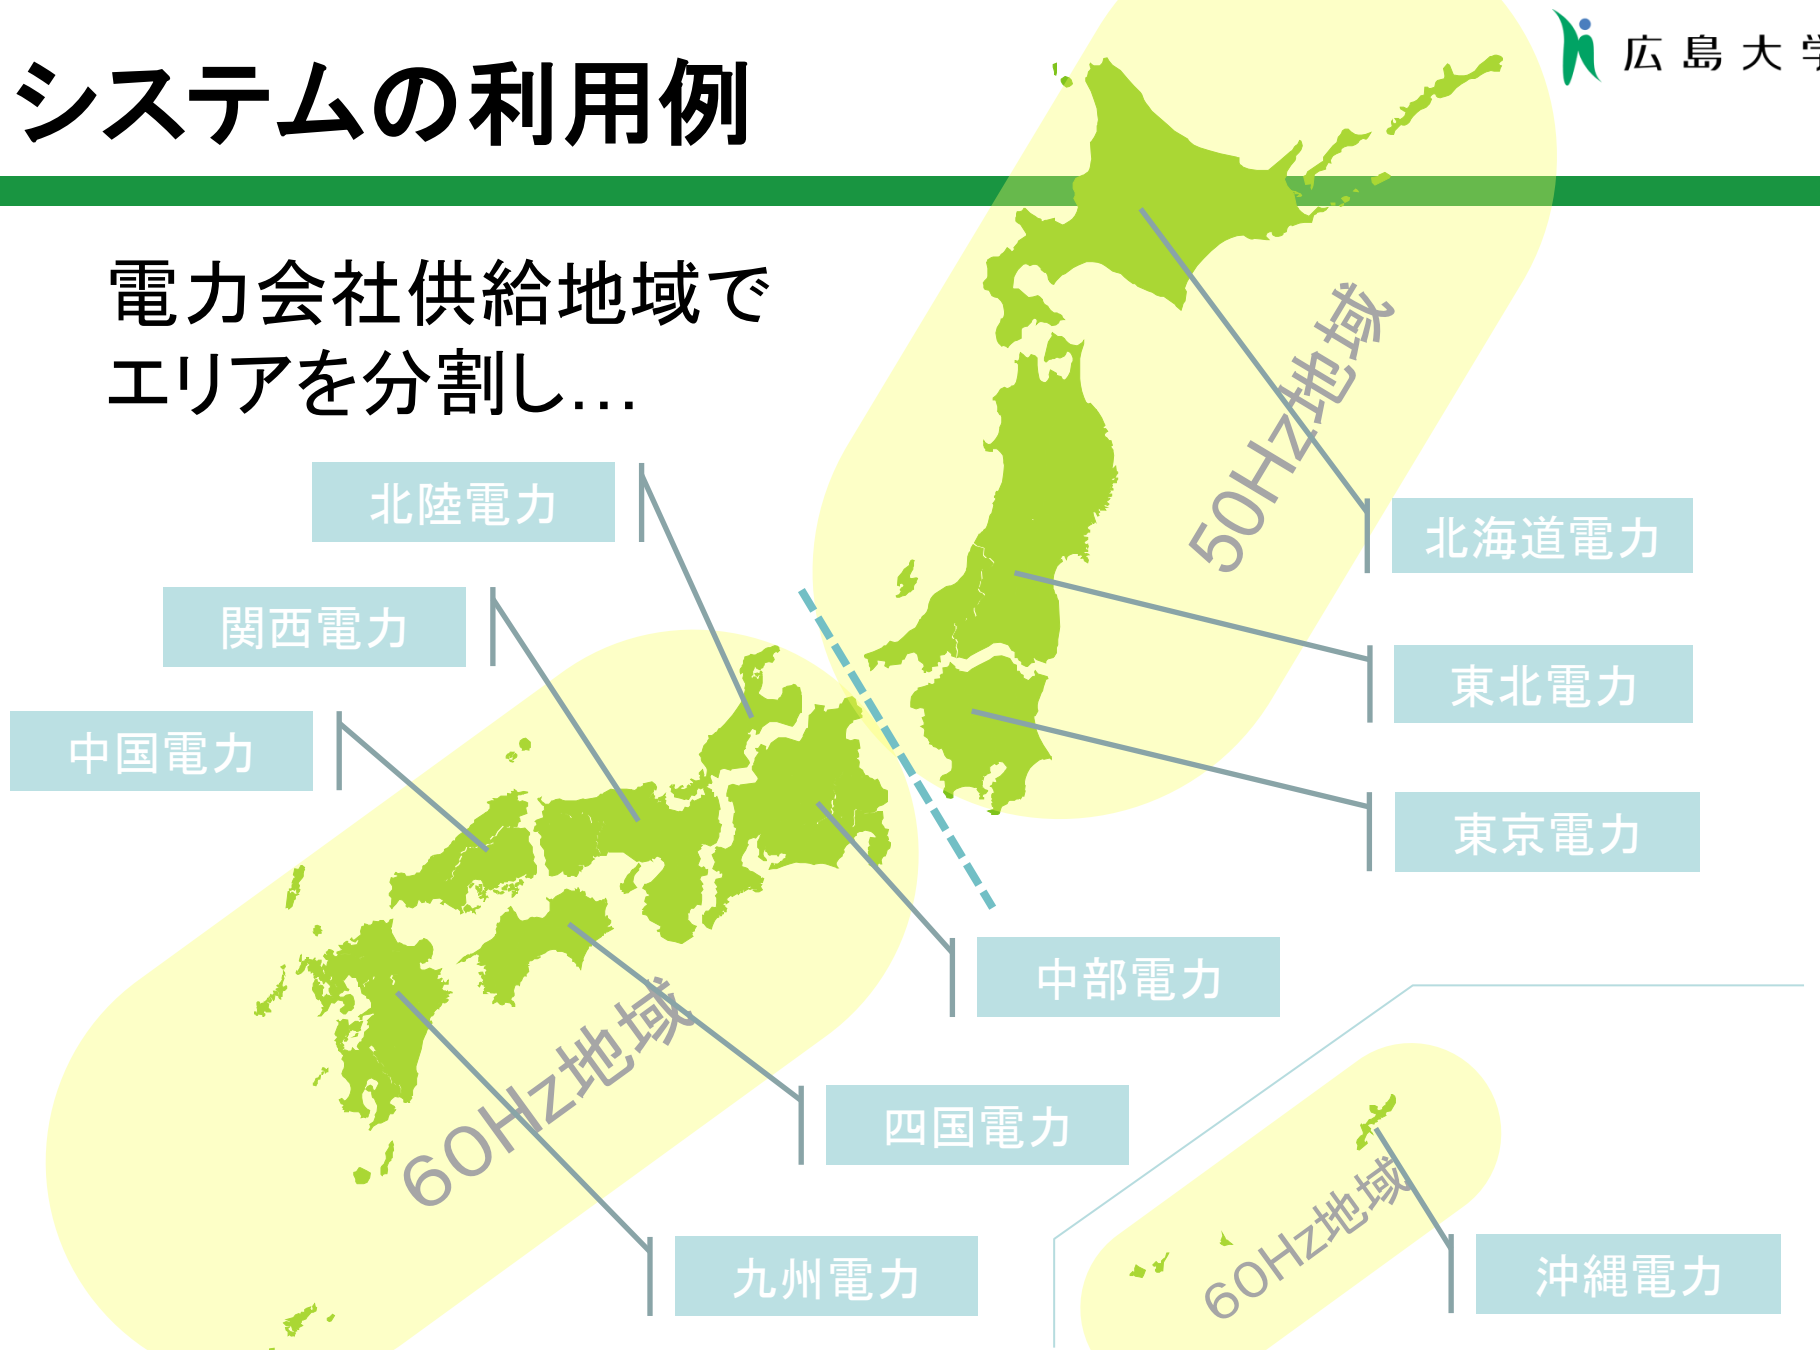 システムの利用例
広島大学
電力会社供給地域で
エリアを分割し…
50Hz地域
北陸電力
北海道電力
関西電力
東北電力
中国電力
東京電力
中部電力
60Hz地域
四国電力
60Hz地域
九州電力
沖縄電力